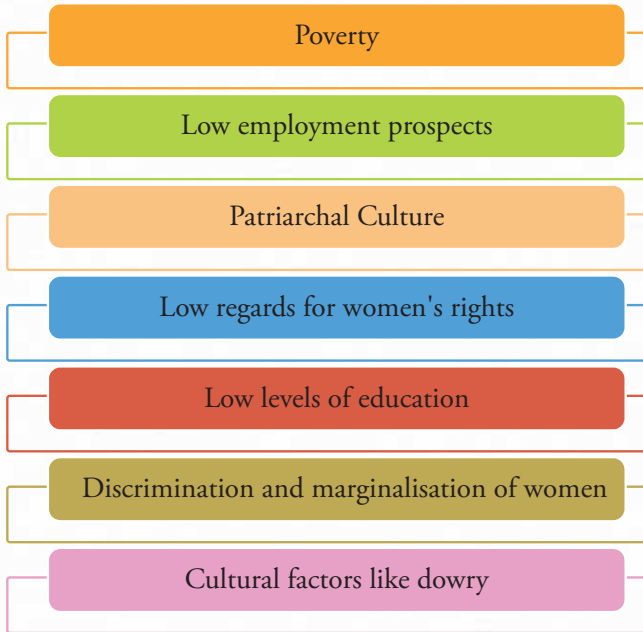 Poverty
Low employment prospects
Patriarchal Culture
Low regards for women's rights
Low levels of education
Discrimination and marginalisation of women
Cultural factors like dowry